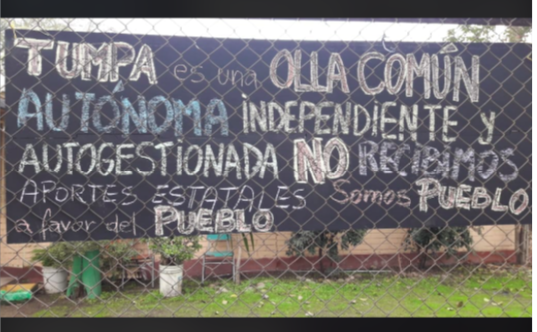 TUMPA es una OLLA COMÚN
AUTÓNOMA INDEPENDIENTE y
AUTOGESTIONADA NO RECIBIMOS
APORTES ESTATALES Somos PUEBLO
a favor del PUEBLO